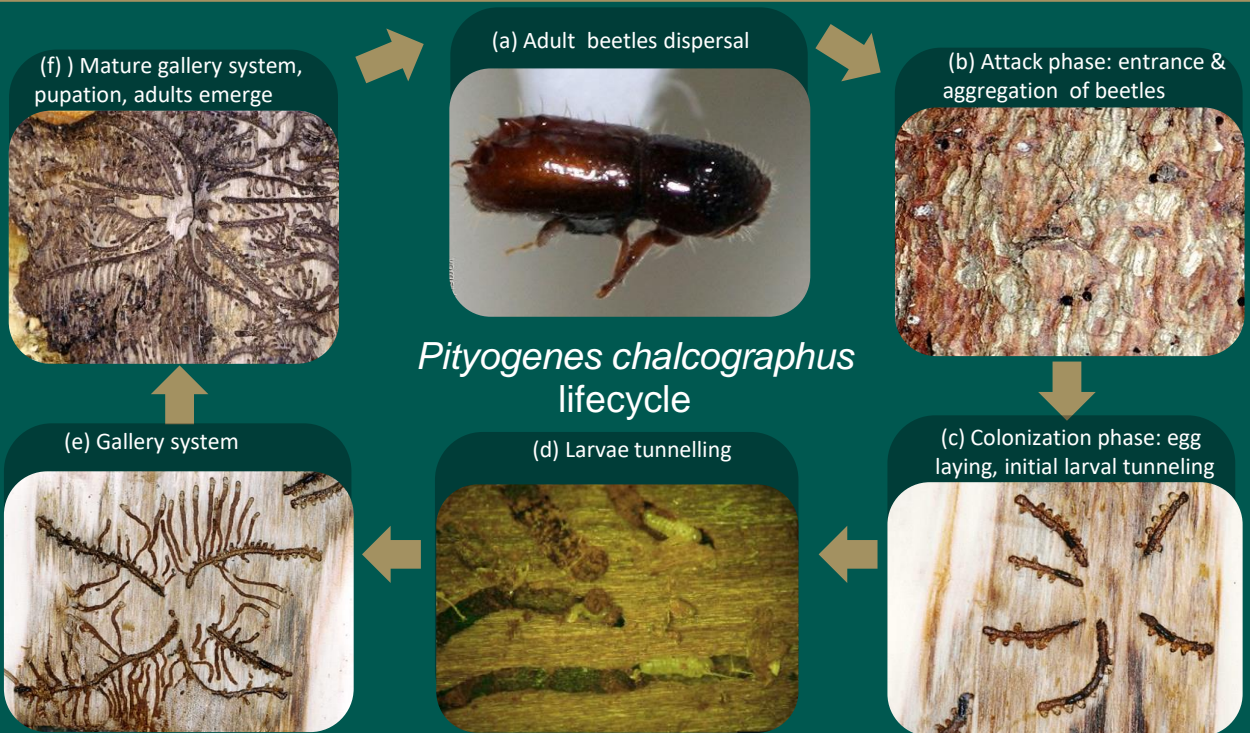 (a) Adult beetles dispersal
(b) Attack phase: entrance &
aggregation of beetles
(c) Colonization phase: egg
laying, initial larval tunneling
(d) Larvae tunnelling
(e) Gallery system
(f) ) Mature gallery system,
pupation, adults emerge
Pityogenes chalcographus
lifecycle